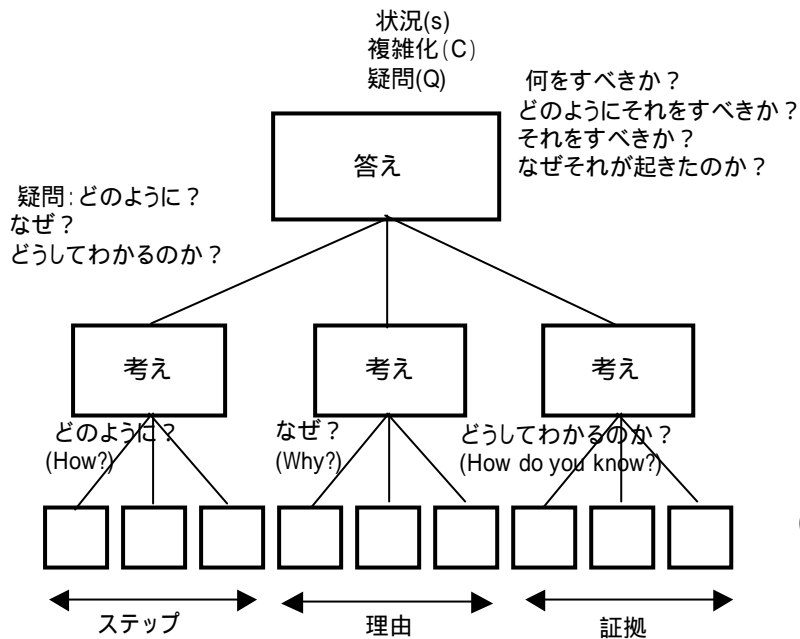 状況(s)
複雑化(C)
疑問(Q)
何をすべきか？
どのようにそれをすべきか？
それをすべきか？
なぜそれが起きたのか？
答え
疑問:どのように？
なぜ？
どうしてわかるのか？
考え
考え
考え
どのように？
(How?)
なぜ？
(Why?)
どうしてわかるのか？
(How do you know?)
ステップ
理由
証拠